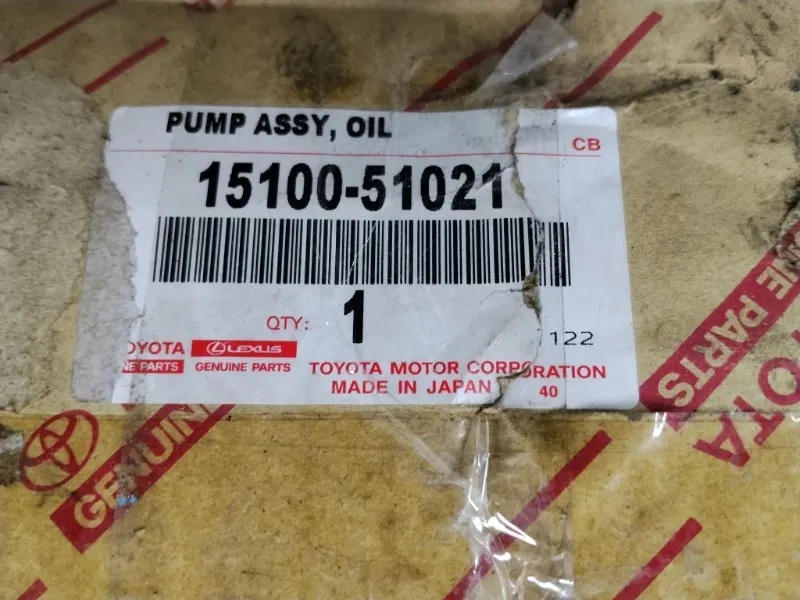 PUMP ASSY, OIL
CB
15100-51021
QTY: 1
122
OYOTA LEXUS
NE PARTS GENUINE PARTS
TOYOTA MOTOR CORPORATION
MADE IN JAPAN 40
GENUIN
NE PARTS
TOYOTA